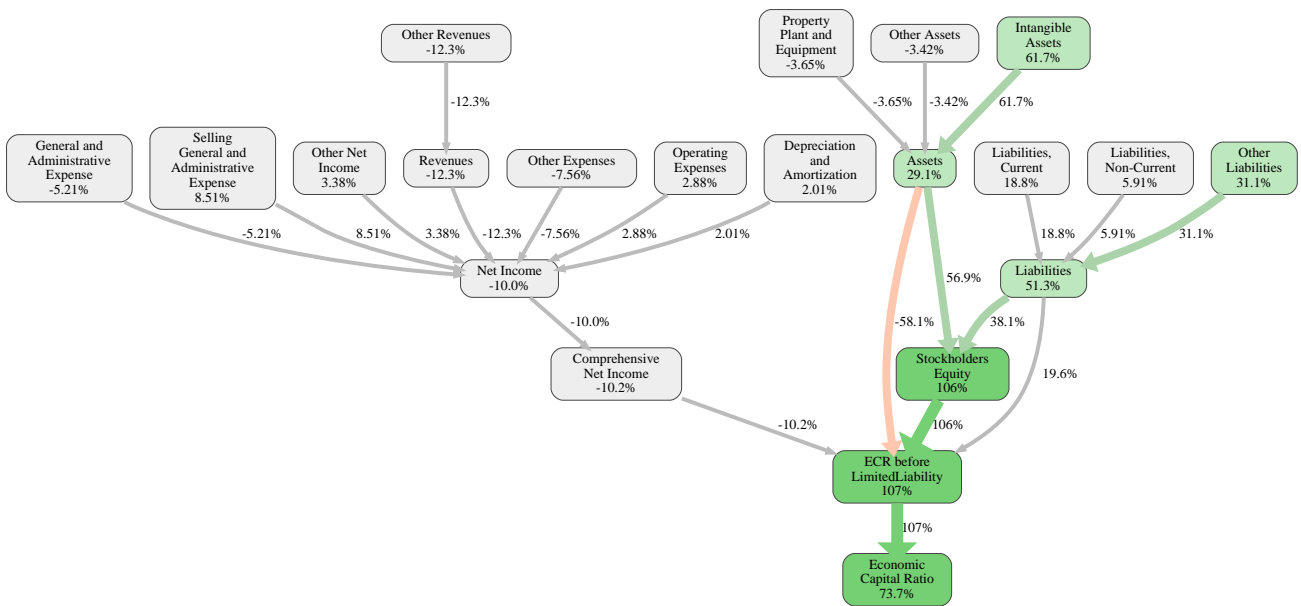 Other Revenues
-12.3%
Property
Plant and
Equipment
-3.65%
Other Assets
-3.42%
Intangible
Assets
61.7%
-12.3%
-3.65%
-3.42%
61.7%
General and
Administrative
Expense
-5.21%
Selling
General and
Administrative
Expense
8.51%
Other Net
Income
3.38%
Revenues
-12.3%
Other Expenses
-7.56%
Operating
Expenses
2.88%
Depreciation
and
Amortization
2.01%
Assets
29.1%
Liabilities,
Current
18.8%
Liabilities,
Non-Current
5.91%
Other
Liabilities
31.1%
-5.21%
8.51%
3.38%
-12.3%
-7.56%
2.88%
2.01%
18.8%
5.91%
31.1%
Net Income
-10.0%
56.9%
Liabilities
51.3%
-10.0%
-58.1%
38.1%
Comprehensive
Net Income
-10.2%
Stockholders
Equity
106%
19.6%
-10.2%
106%
ECR before
LimitedLiability
107%
107%
Economic
Capital Ratio
73.7%